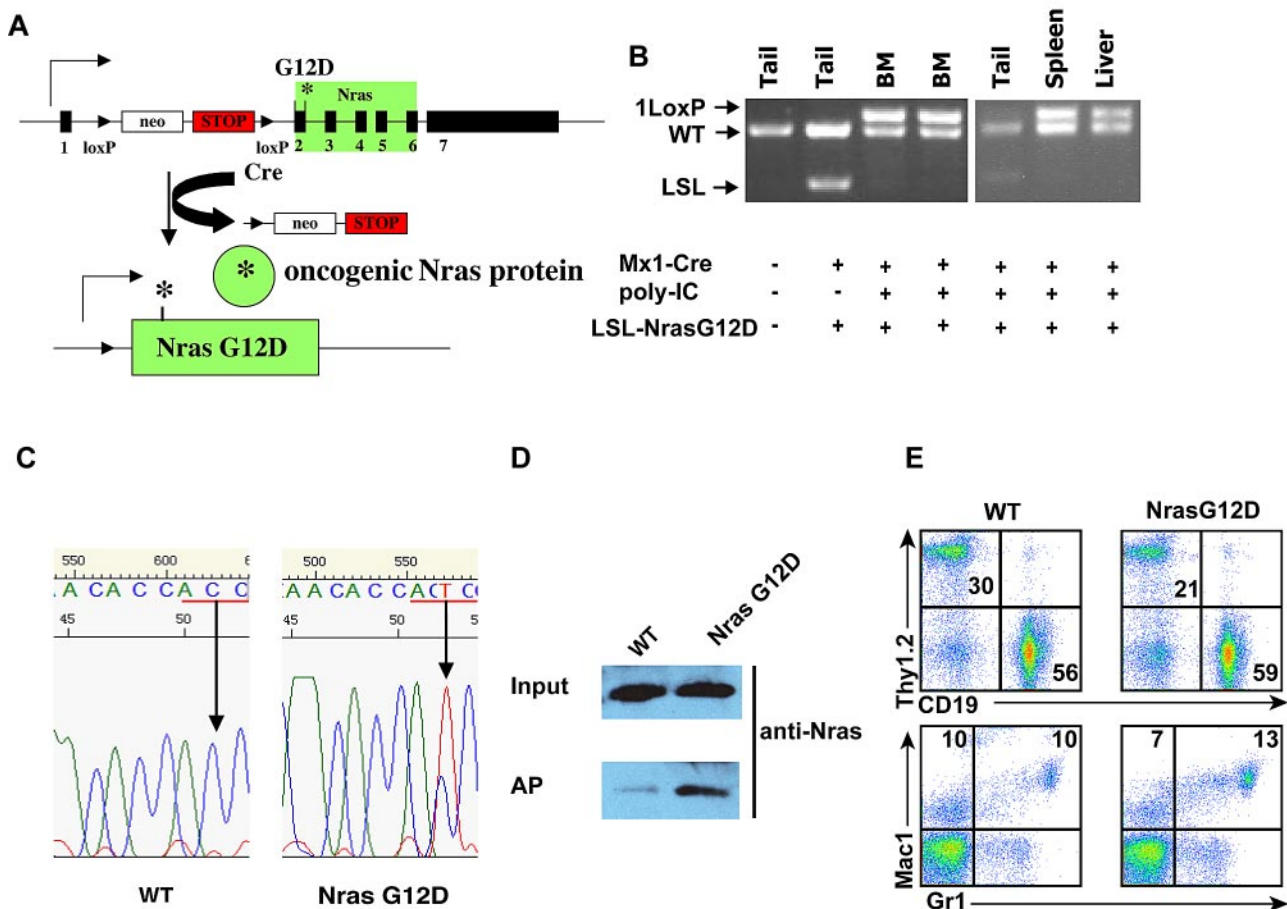 A
G12D
*
Nras
neo
STOP
1
loxP
loxP
2
3
4
5
6
7
Cre
neo
STOP
*
*
oncogenic Nras protein
Nras G12D
B
Tail
Tail
BM
BM
Tail
Spleen
Liver
1LoxP
WT
LSL
Mx1-Cre - + + + + + +
poly-IC - - + + + + +
LSL-NrasG12D - + + + + + +
C
550
600
ACACCACC
45
50
WT
500
550
AACACCACTC
45
50
Nras G12D
D
WT
Nras G12D
Input
AP
anti-Nras
E
WT
NrasG12D
Thy1.2
30
56
21
59
CD19
Mac1
10
10
7
13
Gr1